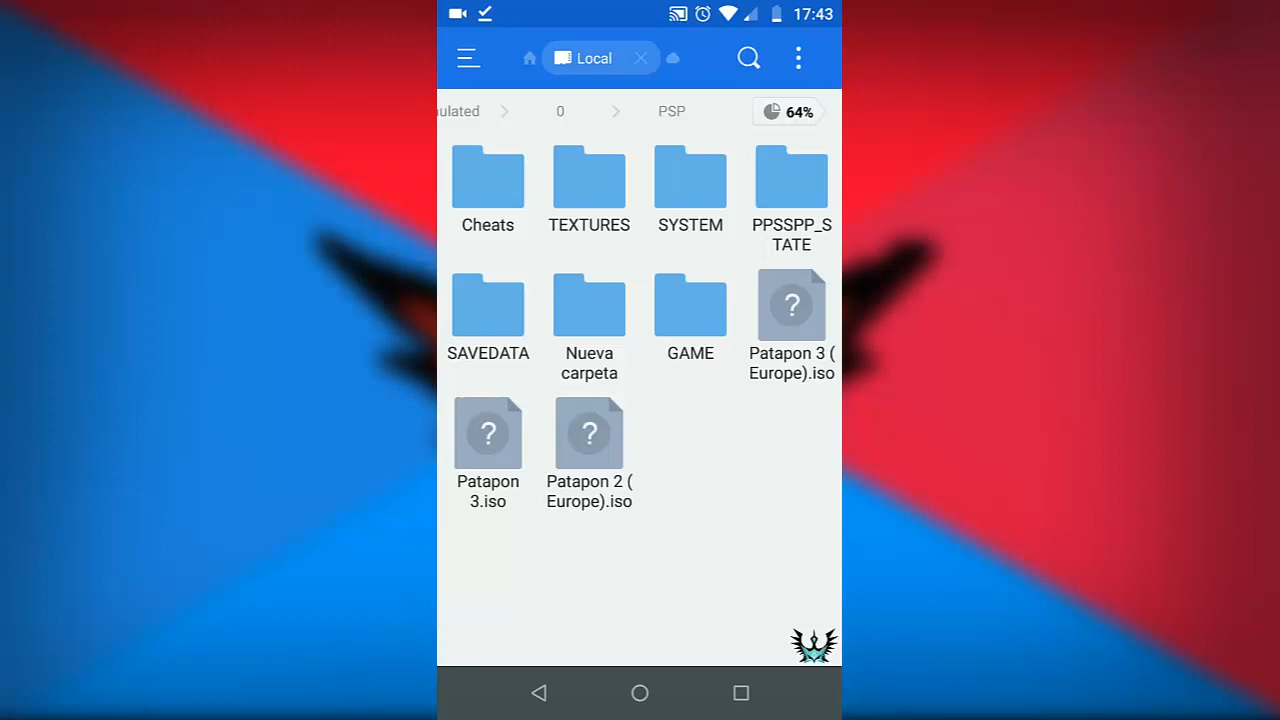 17:43
Local
ulated
0
PSP
64%
Cheats
TEXTURES
SYSTEM
PPSSPP_S
TATE
SAVEDATA
Nueva
carpeta
GAME
Patapon 3 (
Europe).iso
Patapon
3.iso
Patapon 2 (
Europe).iso